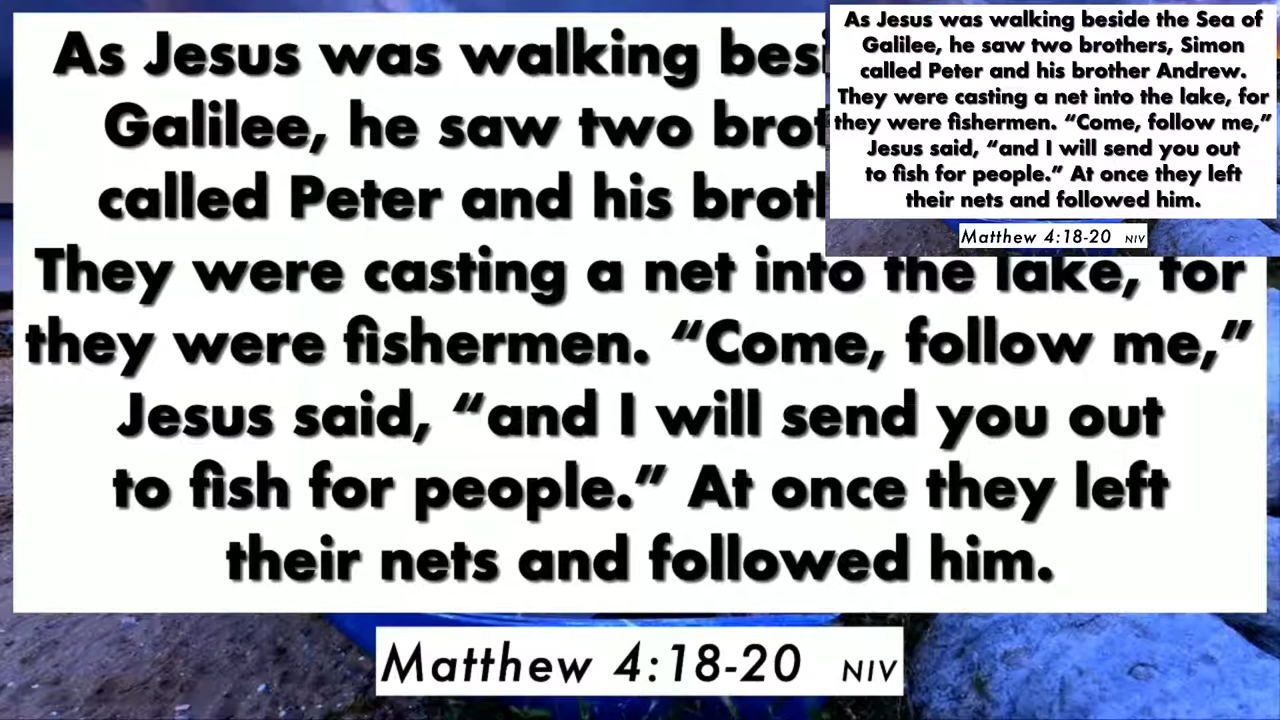 As Jesus was walking besi
Galilee, he saw two brot
called Peter and his broth
They were casting a net into the lake, for
they were fishermen. “Come, follow me,”
Jesus said, “and I will send you out
to fish for people.” At once they left
their nets and followed him.
Matthew 4:18-20 NIV
As Jesus was walking beside the Sea of
Galilee, he saw two brothers, Simon
called Peter and his brother Andrew.
They were casting a net into the lake, for
they were fishermen. “Come, follow me,”
Jesus said, “and I will send you out
to fish for people.” At once they left
their nets and followed him.
Matthew 4:18-20 NIV